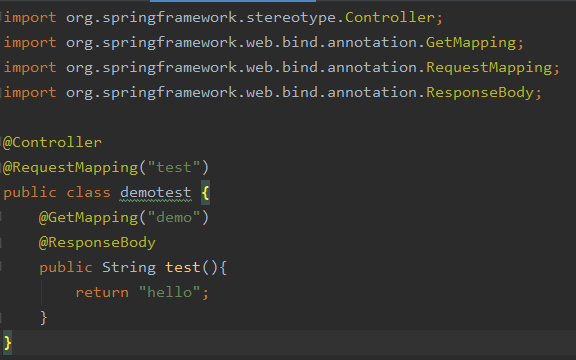 import org.springframework.stereotype.Controller;
import org.springframework.web.bind.annotation.GetMapping;
import org.springframework.web.bind.annotation.RequestMapping;
import org.springframework.web.bind.annotation.ResponseBody;
@Controller
@RequestMapping("test")
public class demotest {
@GetMapping("demo")
@ResponseBody
public String test(){
return "hello";
}
}